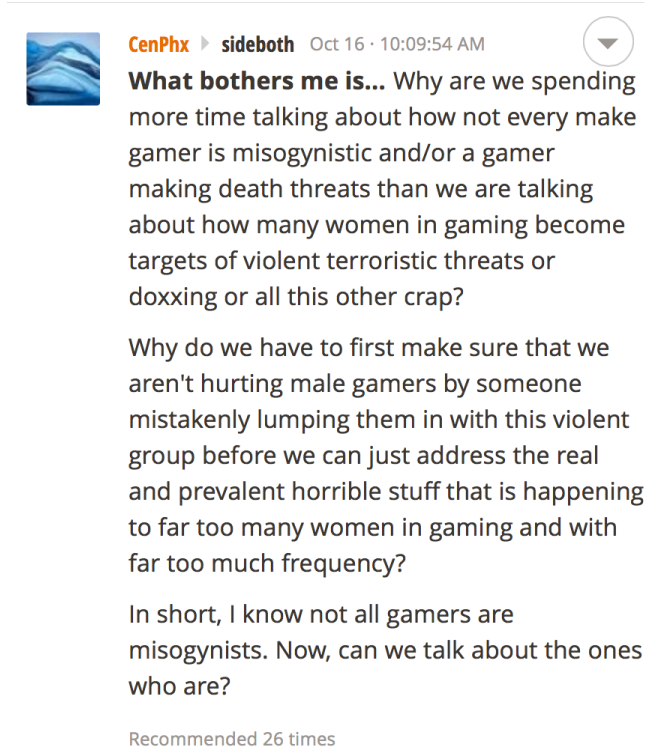 CenPhx sideboth Oct 16 · 10:09:54 AM
What bothers me is... Why are we spending
more time talking about how not every make
gamer is misogynistic and/or a gamer
making death threats than we are talking
about how many women in gaming become
targets of violent terroristic threats or
doxxing or all this other crap?
Why do we have to first make sure that we
aren't hurting male gamers by someone
mistakenly lumping them in with this violent
group before we can just address the real
and prevalent horrible stuff that is happening
to far too many women in gaming and with
far too much frequency?
In short, I know not all gamers are
misogynists. Now, can we talk about the ones
who are?
Recommended 26 times